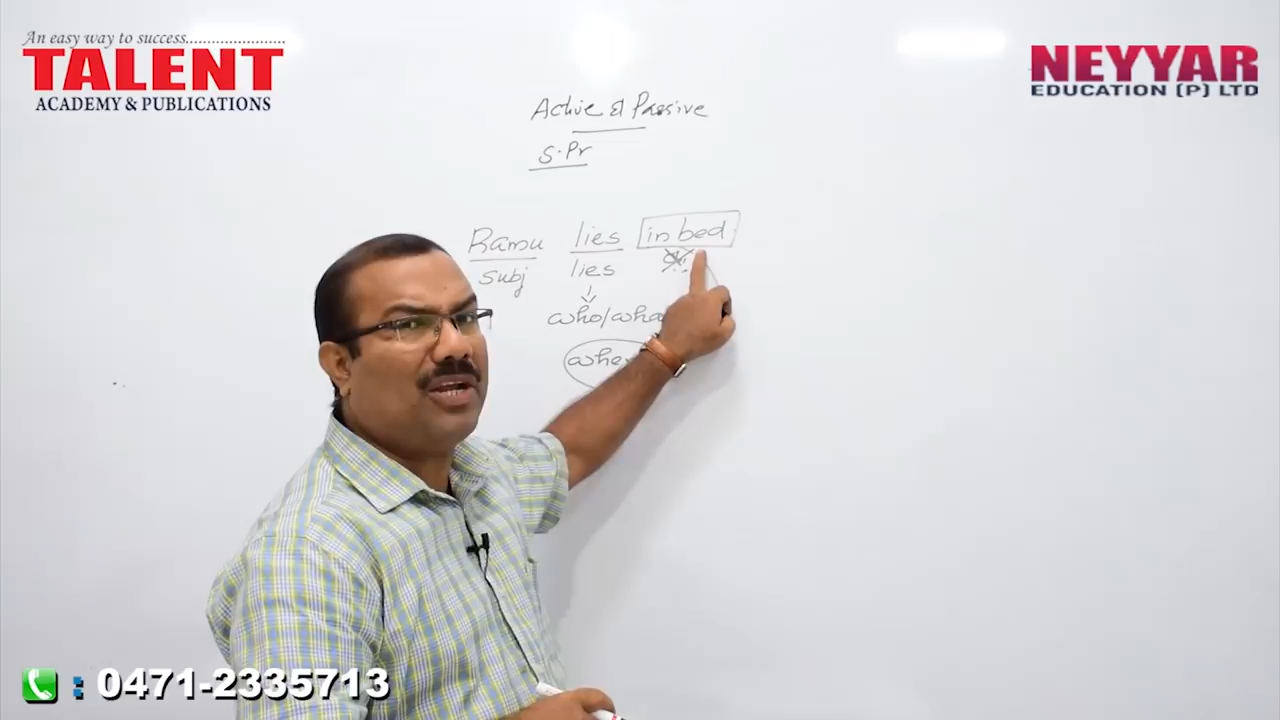 An easy way to success........................
TALENT
ACADEMY & PUBLICATIONS
NEYYAR
EDUCATION (P) LTD
Active & Passive
S.Pr
Ramu lies in bed
subj lies
who/wha
wher
: 0471-2335713